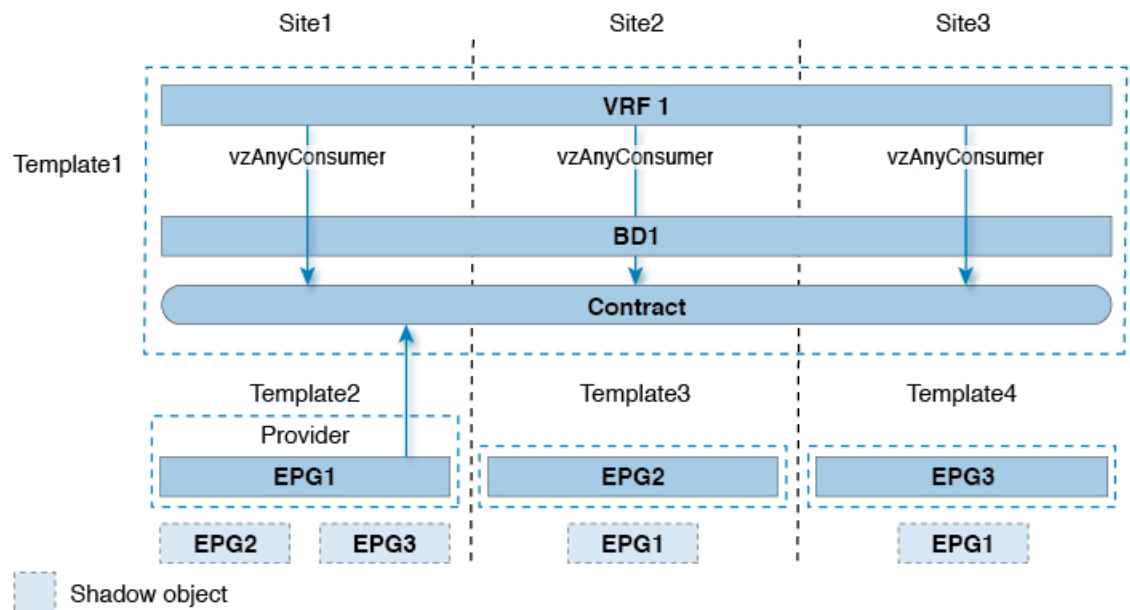 Site1 Site2 Site3
VRF 1
Template1 vzAnyConsumer vzAnyConsumer vzAnyConsumer
BD1
Contract
Template2 Template3 Template4
Provider
EPG1 EPG2 EPG3
EPG2 EPG3 EPG1 EPG1
Shadow object